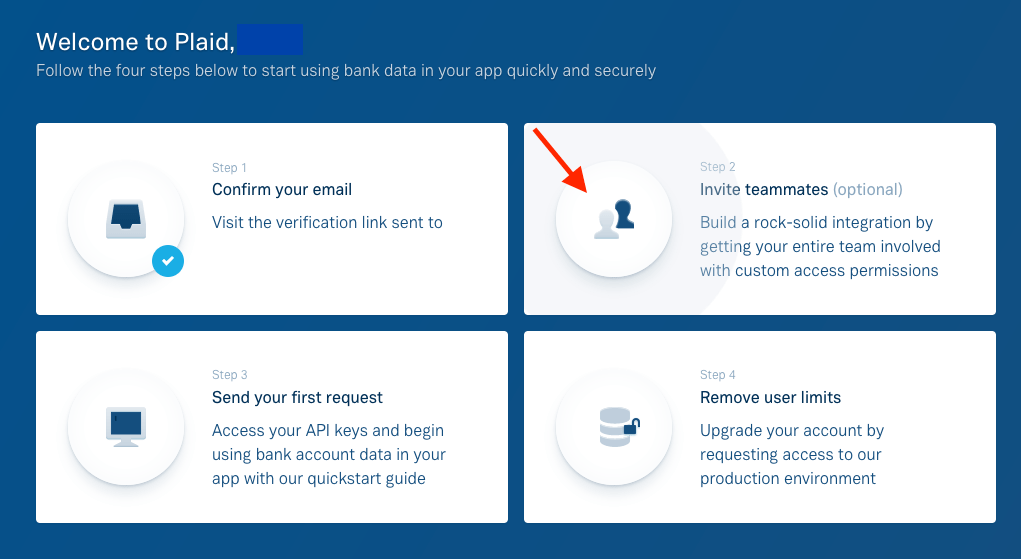 Welcome to Plaid,
Follow the four steps below to start using bank data in your app quickly and securely
Step 1
Confirm your email
Visit the verification link sent to
Step 2
Invite teammates (optional)
Build a rock-solid integration by
getting your entire team involved
with custom access permissions
Step 3
Send your first request
Access your API keys and begin
using bank account data in your
app with our quickstart guide
Step 4
Remove user limits
Upgrade your account by
requesting access to our
production environment